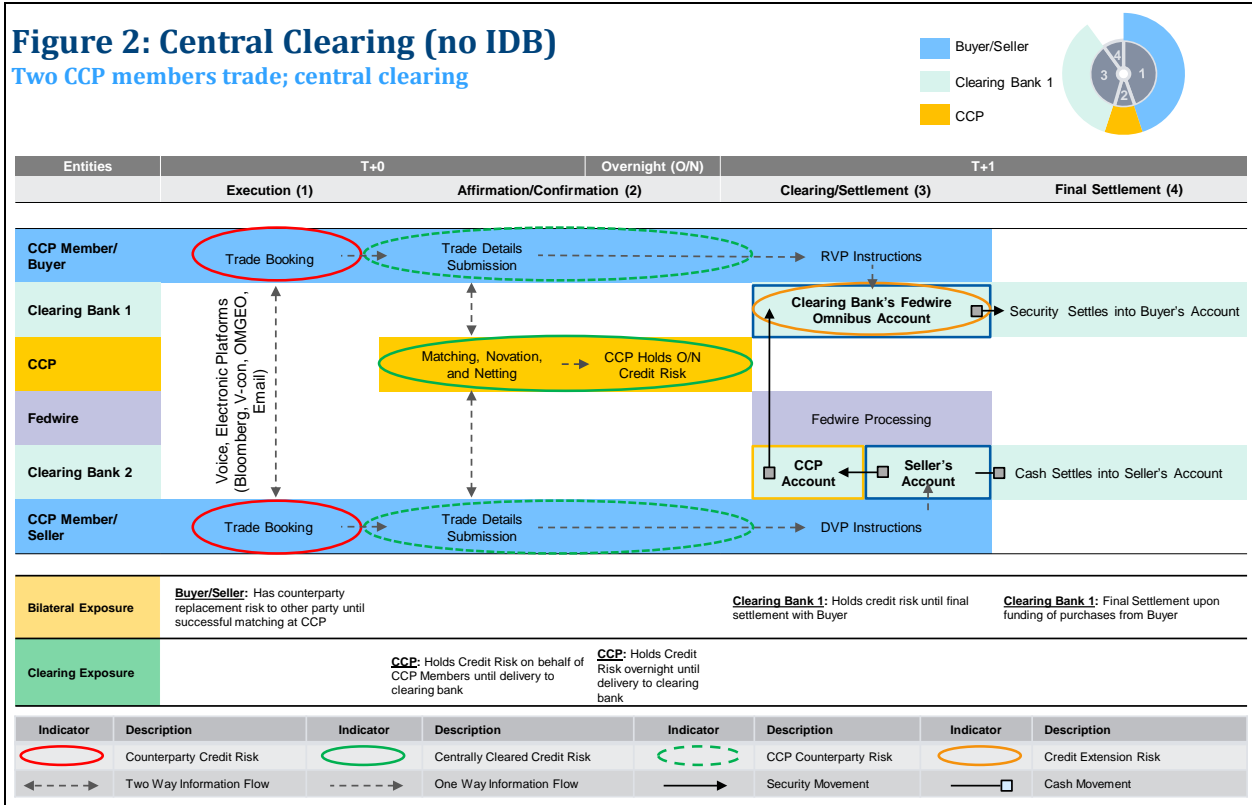 Figure 2: Central Clearing (no IDB)
Two CCP members trade; central clearing
Buyer/Seller
Clearing Bank 1
CCP
4
3
1
2
Entities
T+0
Overnight (O/N)
T+1
Execution (1)
Affirmation/Confirmation (2)
Clearing/Settlement (3)
Final Settlement (4)
CCP Member/
Buyer
Trade Booking
Trade Details
Submission
RVP Instructions
Clearing Bank 1
Clearing Bank's Fedwire
Omnibus Account
Security Settles into Buyer's Account
CCP
Matching, Novation,
and Netting
CCP Holds O/N
Credit Risk
Voice, Electronic Platforms
(Bloomberg, V-con, OMGEO,
Email)
Fedwire
Fedwire Processing
Clearing Bank 2
CCP
Account
Seller's
Account
Cash Settles into Seller's Account
CCP Member/
Seller
Trade Booking
Trade Details
Submission
DVP Instructions
Bilateral Exposure
Buyer/Seller: Has counterparty
replacement risk to other party until
successful matching at CCP
Clearing Bank 1: Holds credit risk until final
settlement with Buyer
Clearing Bank 1: Final Settlement upon
funding of purchases from Buyer
Clearing Exposure
CCP: Holds Credit Risk on behalf of
CCP Members until delivery to
clearing bank
CCP: Holds Credit
Risk overnight until
delivery to clearing
bank
Indicator
Description
Indicator
Description
Indicator
Description
Indicator
Description
Counterparty Credit Risk
Centrally Cleared Credit Risk
CCP Counterparty Risk
Credit Extension Risk
Two Way Information Flow
One Way Information Flow
Security Movement
Cash Movement